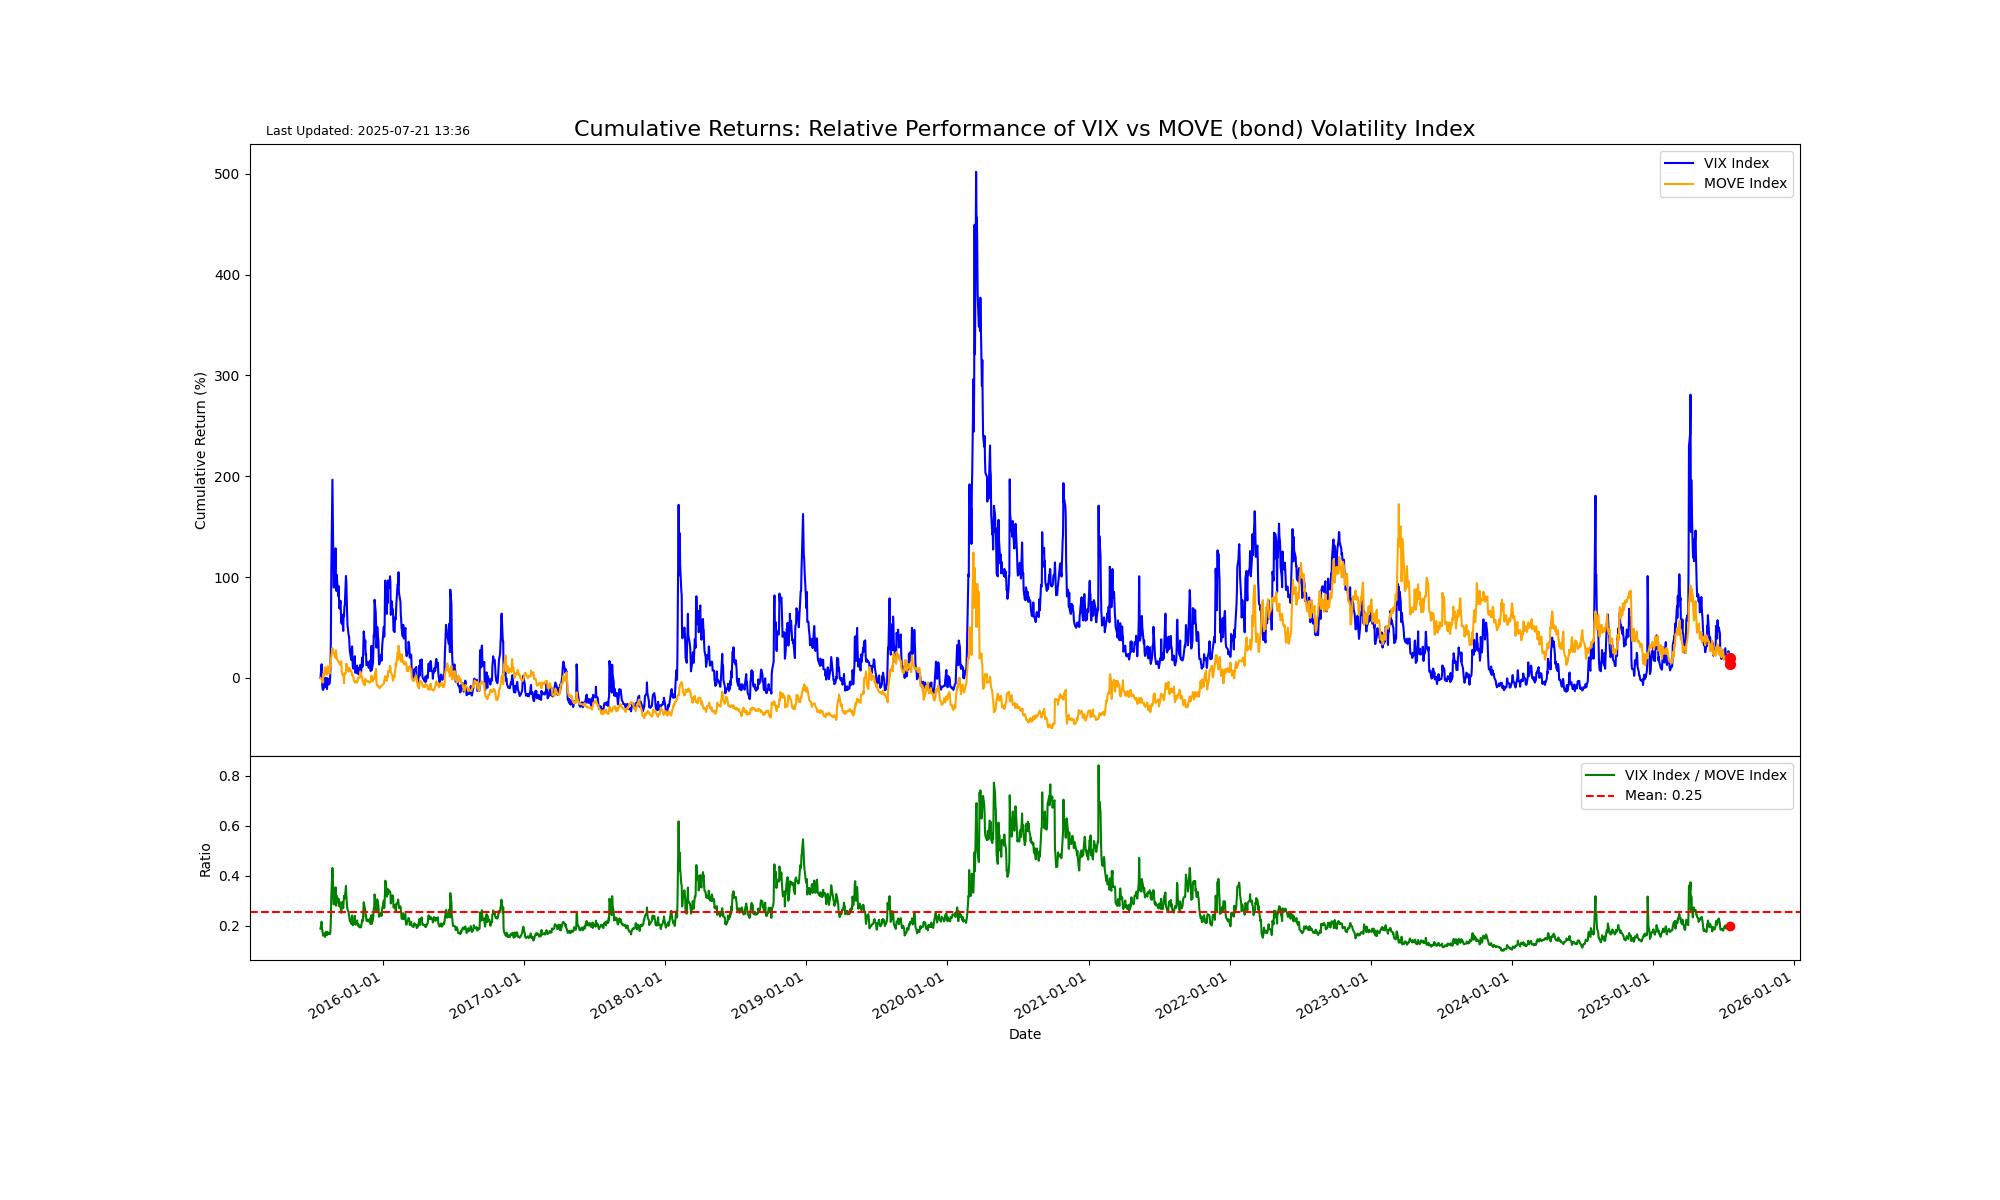 Last Updated: 2025-07-21 13:36
Cumulative Returns: Relative Performance of VIX vs MOVE (bond) Volatility Index
VIX Index
MOVE Index
Cumulative Return (%)
500
400
300
200
100
0
VIX Index / MOVE Index
Mean: 0.25
Ratio
0.8
0.6
0.4
0.2
2016-01-01
2017-01-01
2018-01-01
2019-01-01
2020-01-01
2021-01-01
2022-01-01
2023-01-01
2024-01-01
2025-01-01
2026-01-01
Date